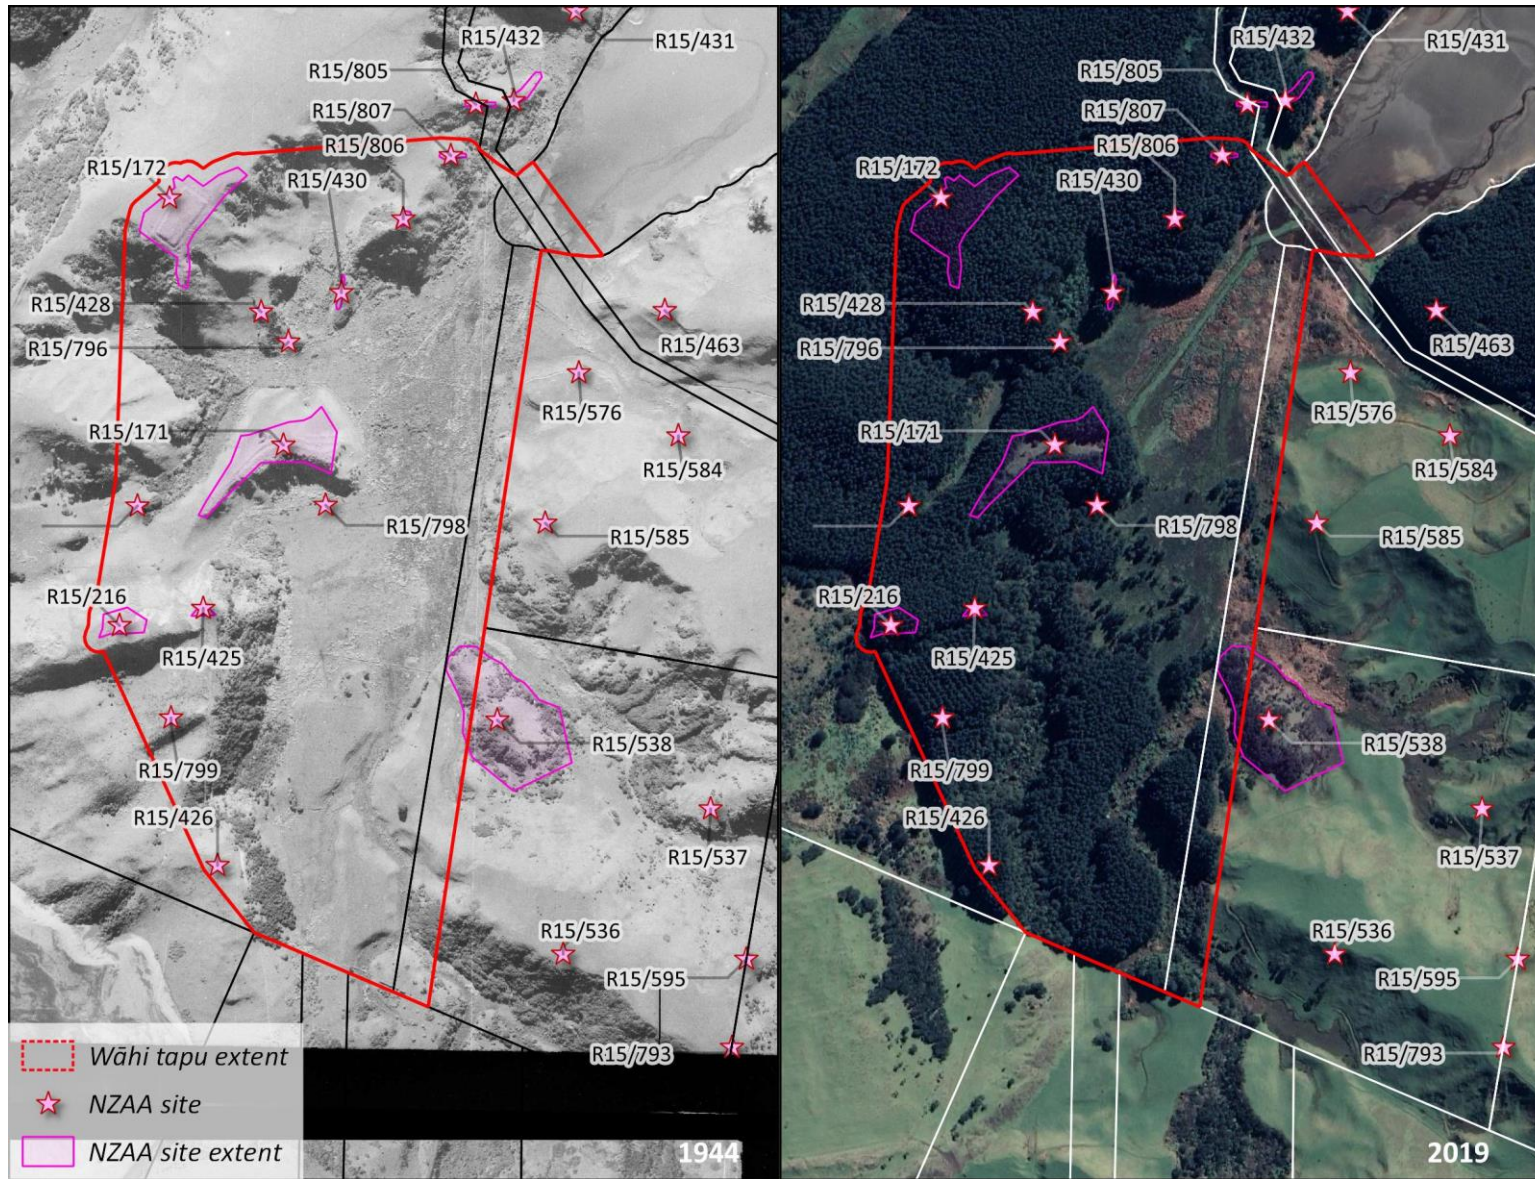 R15/432
R15/431
R15/805
R15/807
R15/806
R15/172
R15/430
R15/428
R15/463
R15/796
R15/576
R15/171
R15/584
R15/798
R15/585
R15/216
R15/425
R15/538
R15/799
R15/426
R15/537
R15/536
R15/595
R15/793
Wāhi tapu extent
NZAA site
NZAA site extent
1944
R15/432
R15/431
R15/805
R15/807
R15/806
R15/172
R15/430
R15/428
R15/463
R15/796
R15/576
R15/171
R15/584
R15/798
R15/585
R15/216
R15/425
R15/538
R15/799
R15/426
R15/537
R15/536
R15/595
R15/793
2019